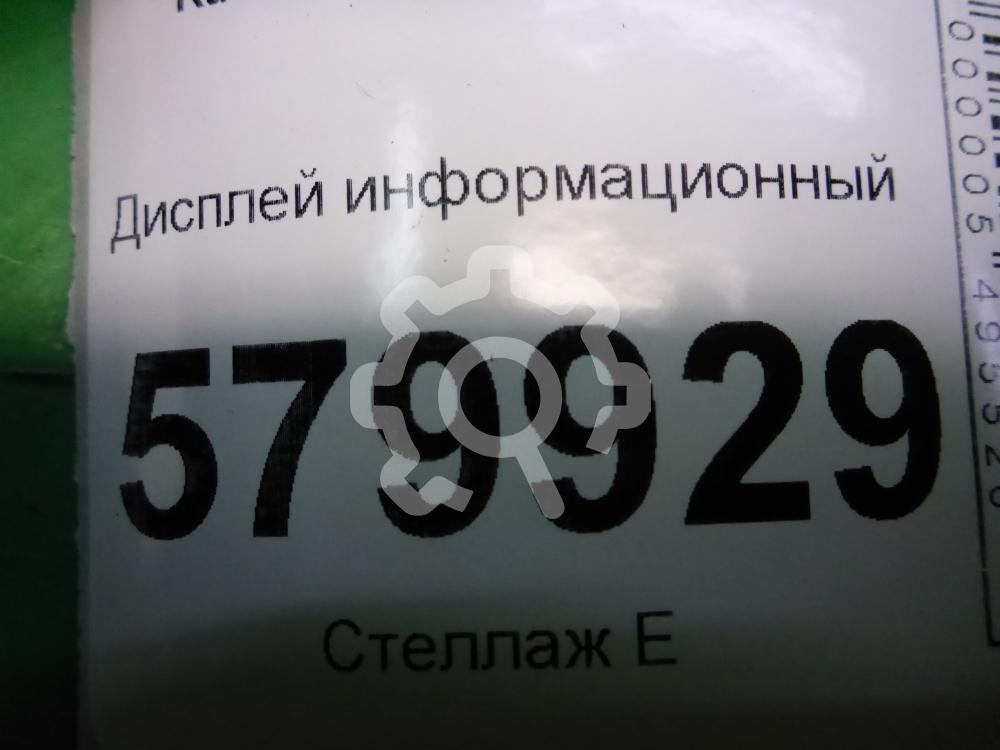 Дисплей информационный
579929
Стеллаж Е